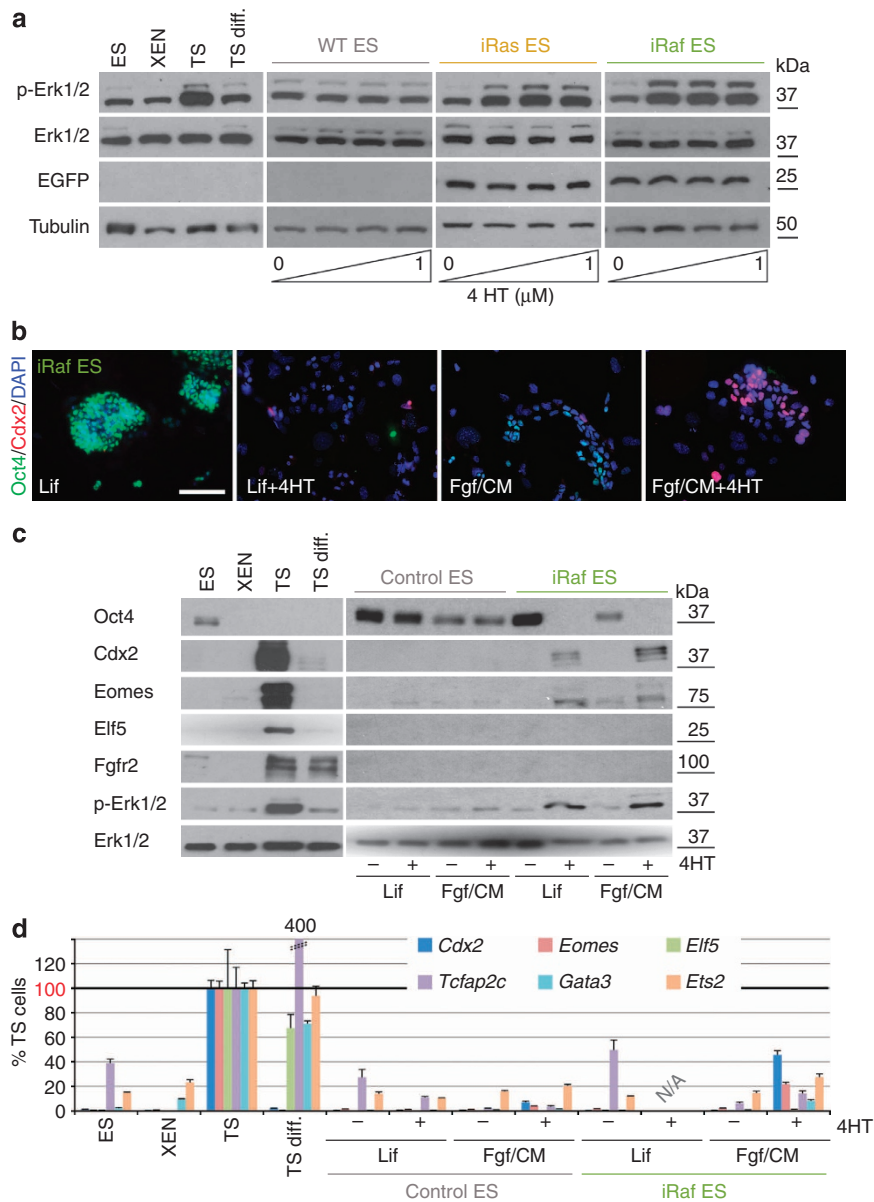 a
ES XEN TS TS diff. WT ES iRas ES iRaf ES
kDa
p-Erk1/2 37
Erk1/2 37
EGFP 25
Tubulin 50
0 1 0 1 0 1
4 HT (μM)
b
Oct4/Cdx2/DAPI
iRaf ES
Lif Lif+4HT Fgf/CM Fgf/CM+4HT
c
ES XEN TS TS diff. Control ES iRaf ES
kDa
Oct4 37
Cdx2 37
Eomes 75
Elf5 25
Fgfr2 100
p-Erk1/2 37
Erk1/2 37
– + – + – + – + 4HT
Lif Fgf/CM Lif Fgf/CM
d
400
Cdx2 Eomes Elf5
Tcfap2c Gata3 Ets2
% TS cells
120
100
80
60
40
20
0
N/A
ES XEN TS TS diff. – + – + – + – + 4HT
Lif Fgf/CM Lif Fgf/CM
Control ES iRaf ES